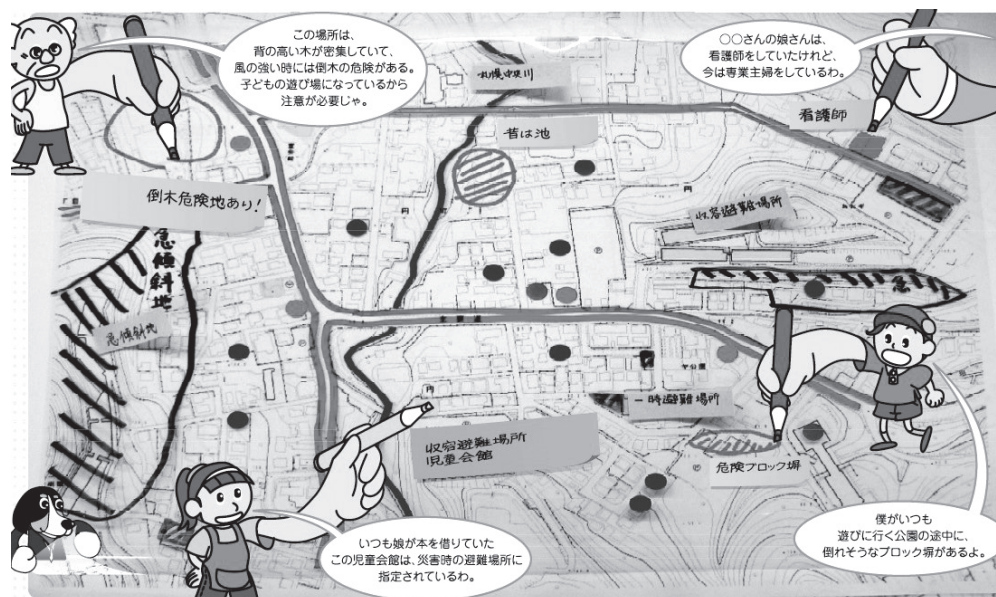 この場所は、
背の高い木が密集していて、
風の強い時には倒木の危険がある。
子どもの遊び場になっているから
注意が必要じゃ。
○○さんの娘さんは、
看護師をしていたけれど、
今は専業主婦をしているわ。
看護師
昔は池
倒木危険地あり!
収容避難場所
急傾斜地
急傾斜地
急
一時避難場所
収容避難場所
児童会館
危険ブロック塀
いつも娘が本を借りていた
この児童会館は、災害時の避難場所に
指定されているわ。
僕がいつも
遊びに行く公園の途中に、
倒れそうなブロック塀があるよ。